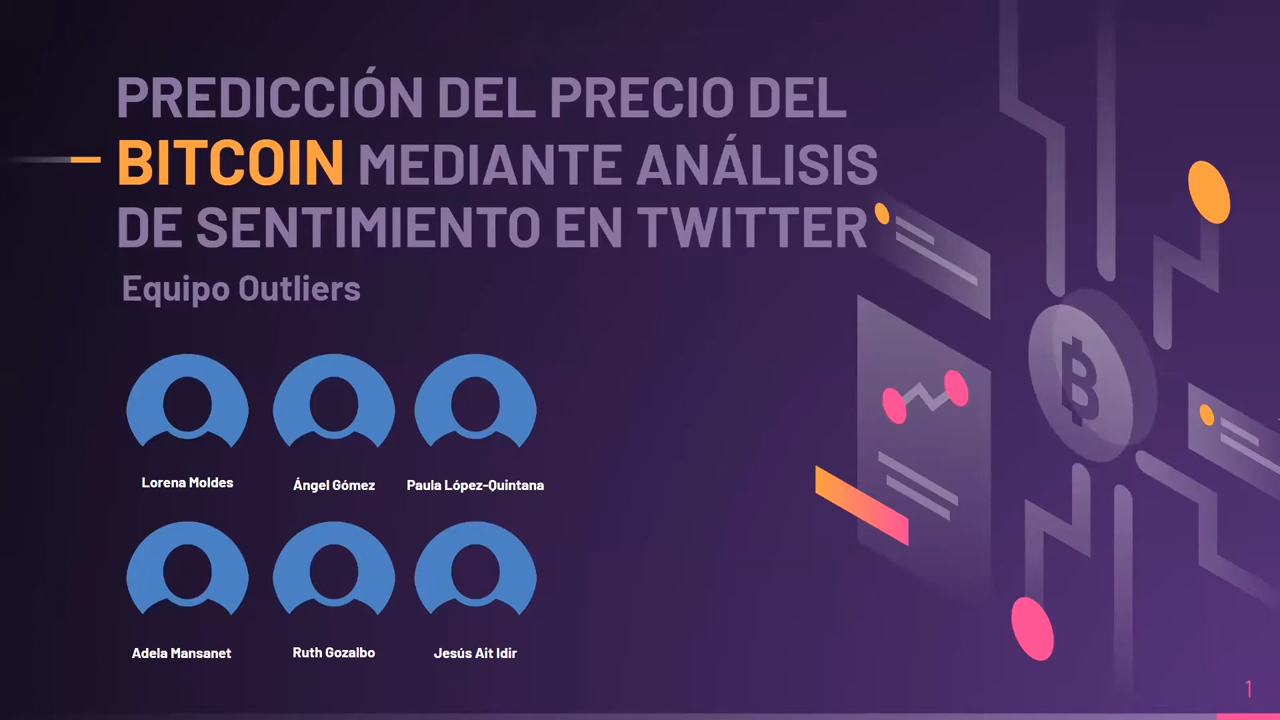 PREDICCIÓN DEL PRECIO DEL
BITCOIN MEDIANTE ANÁLISIS
DE SENTIMIENTO EN TWITTER
Equipo Outliers
Lorena Moldes
Ángel Gómez
Paula López-Quintana
Adela Mansanet
Ruth Gozalbo
Jesús Ait Idir
1